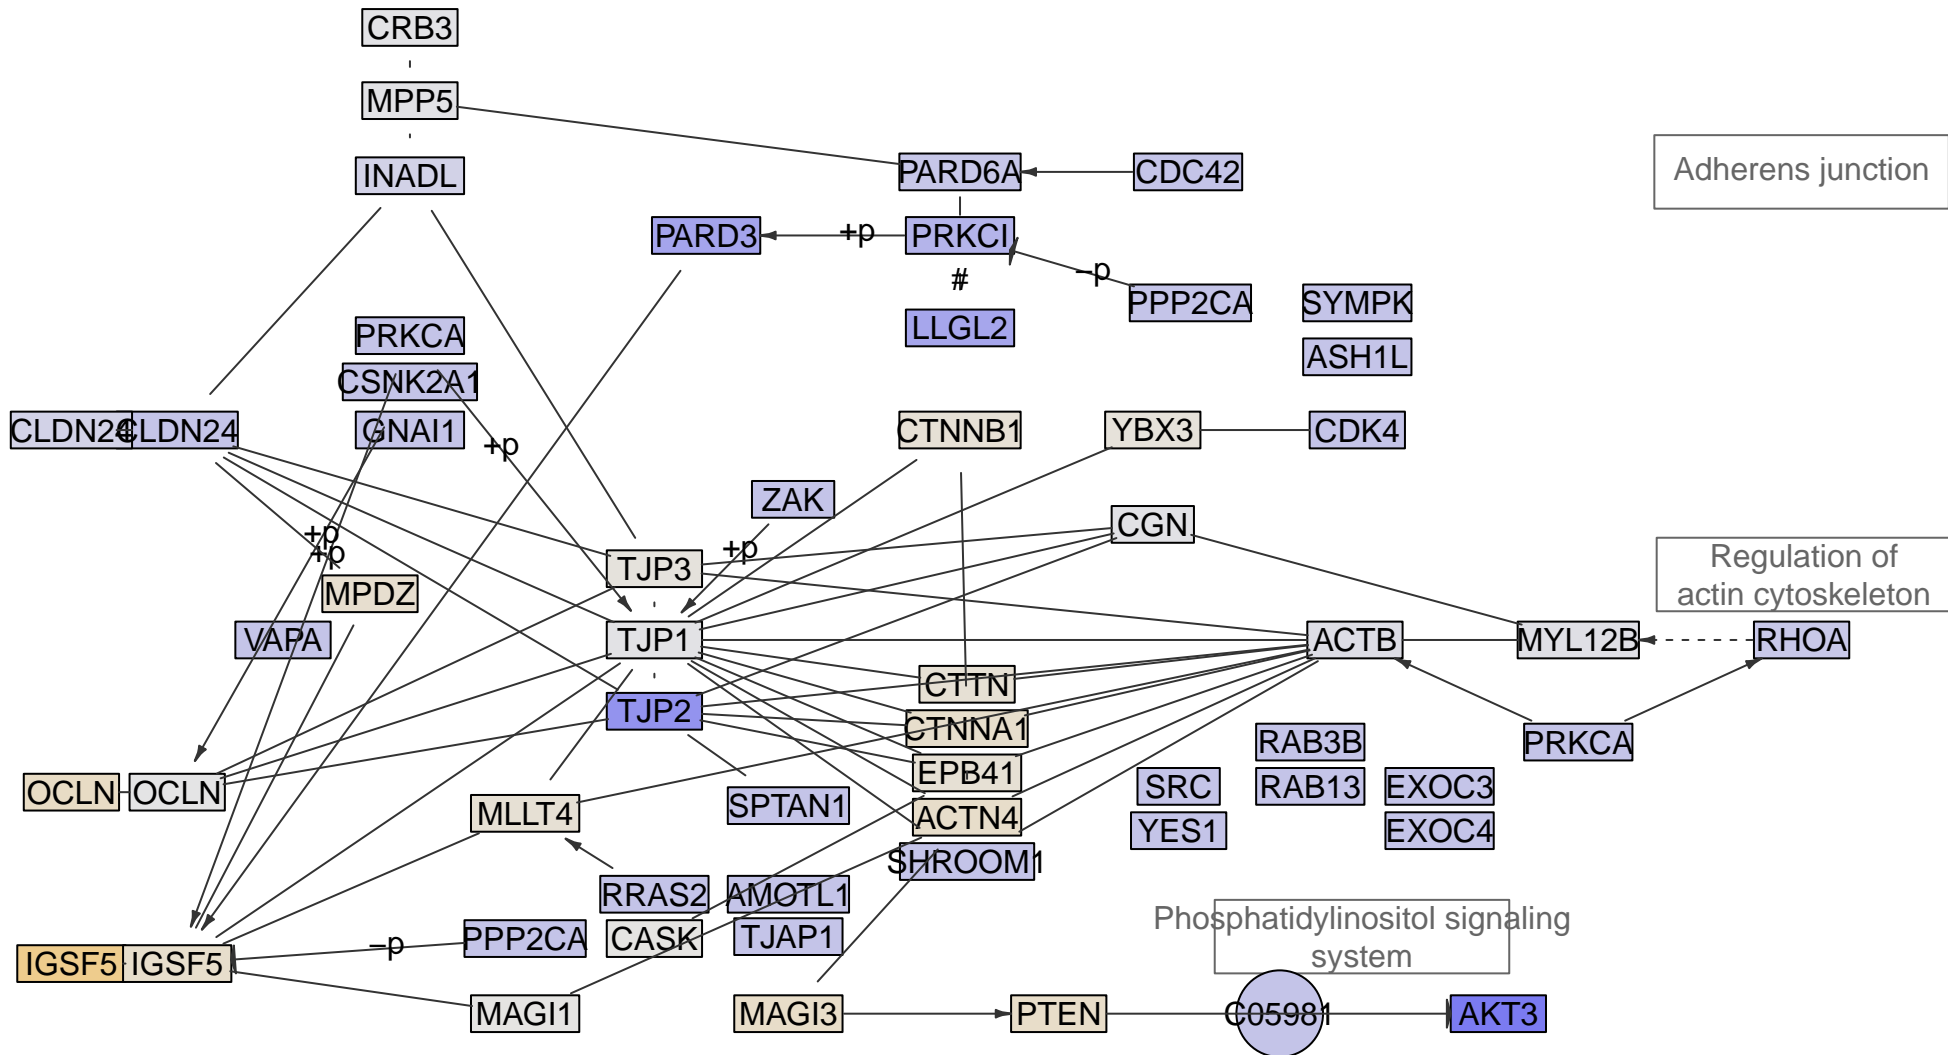 CRB3
MPP5
INADL
PARD6A
CDC42
Adherens junction
PARD3
+p
PRKCI
–p
#
PPP2CA
SYMPK
PRKCA
LLGL2
ASH1L
CSNK2A1
CLDN24
CLDN24
GNAI1
+p
CTNNB1
YBX3
CDK4
ZAK
CGN
+p
+p
+p
TJP3
MPDZ
Regulation of
actin cytoskeleton
VAPA
TJP1
ACTB
MYL12B
RHOA
CTTN
TJP2
CTNNA1
RAB3B
PRKCA
EPB41
OCLN
OCLN
SRC
RAB13
EXOC3
MLLT4
SPTAN1
ACTN4
YES1
EXOC4
SHROOM1
RRAS2
AMOTL1
Phosphatidylinositol signaling
system
PPP2CA
–p
CASK
TJAP1
IGSF5
IGSF5
MAGI1
MAGI3
PTEN
C05981
AKT3